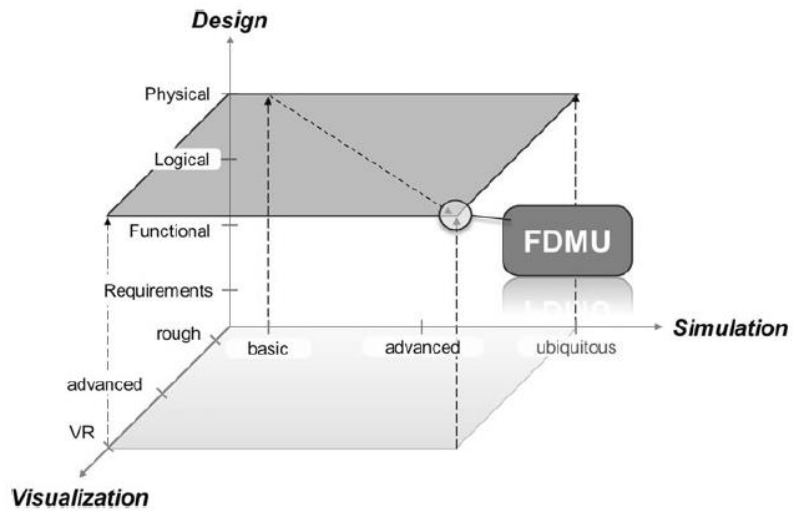 Design
Physical
Logical
Functional
FDMU
Requirements
rough
basic
advanced
ubiquitous
Simulation
advanced
VR
Visualization